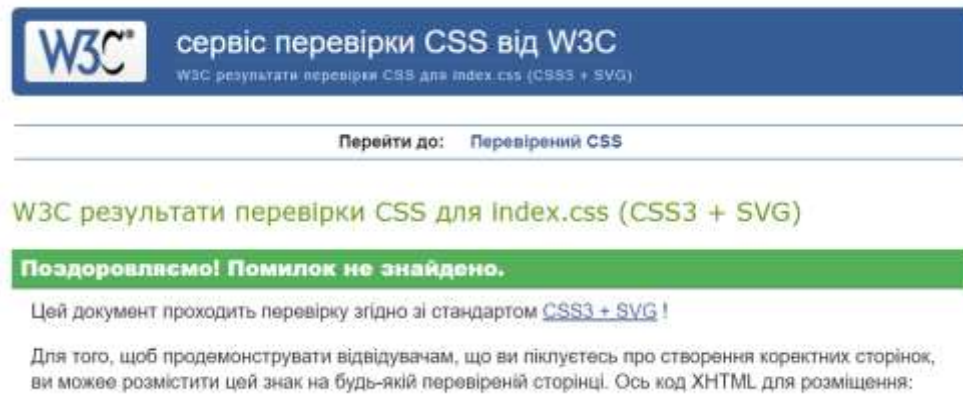 W3C®
сервіс перевірки CSS від W3C
W3C результати перевірки CSS для index.css (CSS3 + SVG)
Перейти до: Перевірений CSS
W3C результати перевірки CSS для index.css (CSS3 + SVG)
Поздоровляємо! Помилок не знайдено.
Цей документ проходить перевірку згідно зі стандартом CSS3 + SVG !
Для того, щоб продемонструвати відвідувачам, що ви піклуєтесь про створення коректних сторінок,
ви можее розмістити цей знак на будь-якій перевіреній сторінці. Ось код XHTML для розміщення: